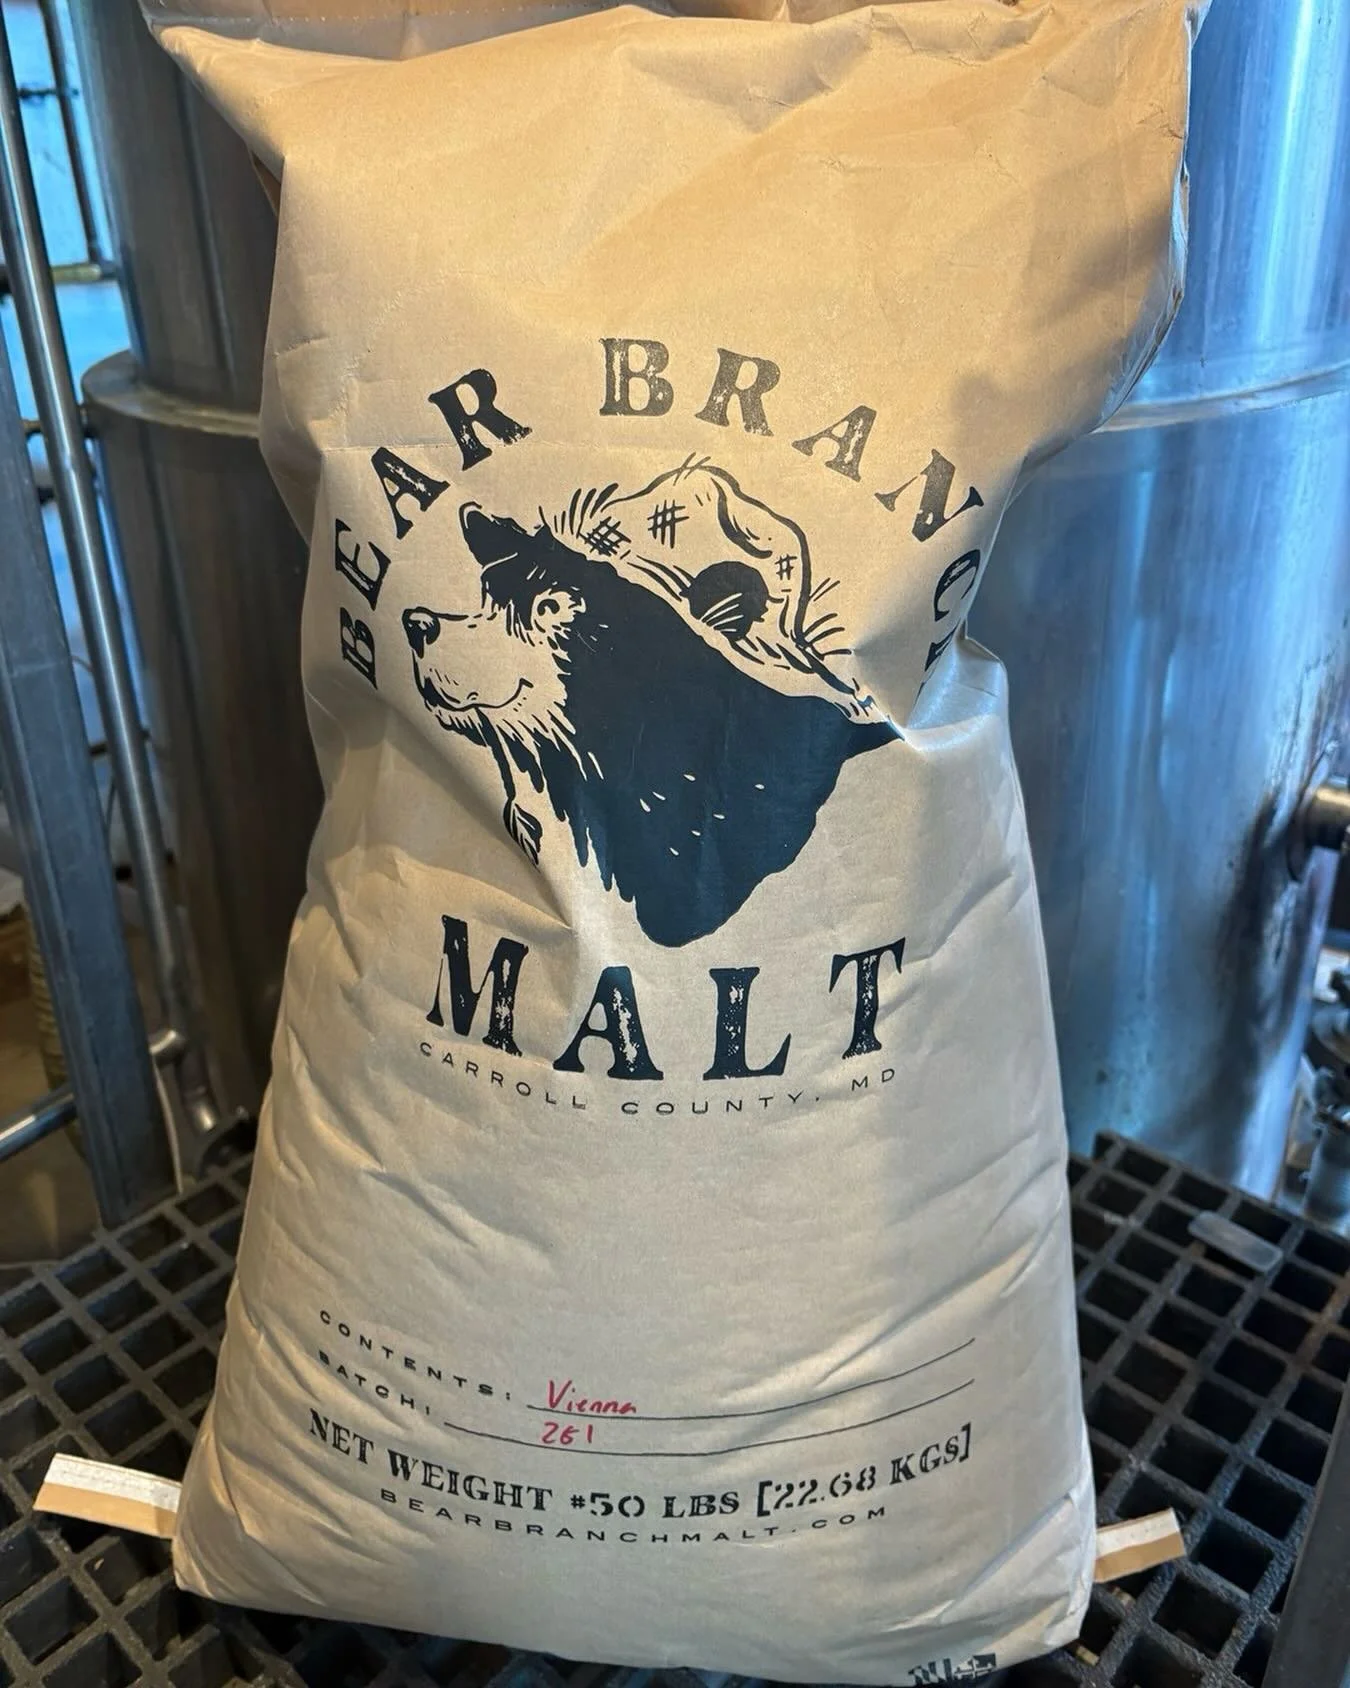 BEAR BRANCH
MALT
CARROLL COUNTY, MD
CONTENTS: Vienna
BATCH: 261
NET WEIGHT #50 LBS [22.68 KGS]
BEARBRANCHMALT.COM